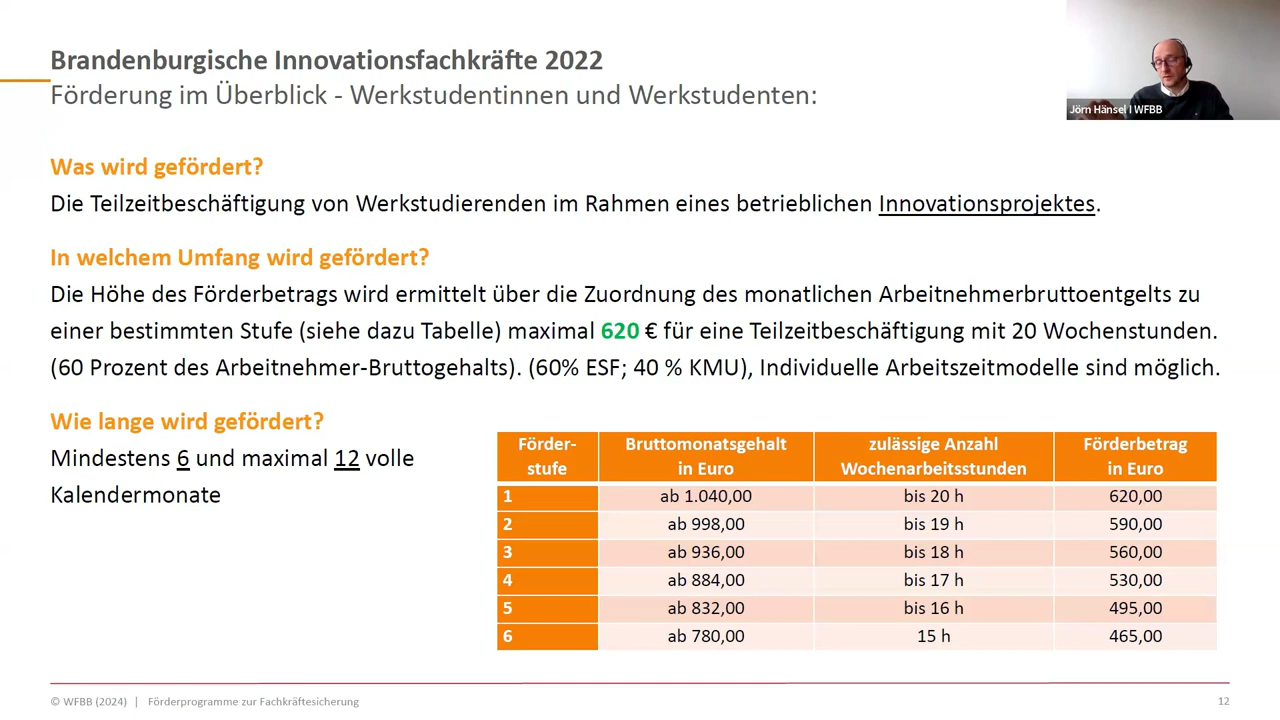 Brandenburgische Innovationsfachkräfte 2022
Förderung im Überblick - Werkstudentinnen und Werkstudenten:
Jörn Hänsel I WFBB
Was wird gefördert?
Die Teilzeitbeschäftigung von Werkstudierenden im Rahmen eines betrieblichen Innovationsprojektes.
In welchem Umfang wird gefördert?
Die Höhe des Förderbetrags wird ermittelt über die Zuordnung des monatlichen Arbeitnehmerbruttoentgelts zu
einer bestimmten Stufe (siehe dazu Tabelle) maximal 620 € für eine Teilzeitbeschäftigung mit 20 Wochenstunden.
(60 Prozent des Arbeitnehmer-Bruttogehalts). (60% ESF; 40 % KMU), Individuelle Arbeitszeitmodelle sind möglich.
Wie lange wird gefördert?
Mindestens 6 und maximal 12 volle
Kalendermonate
Förder- Bruttomonatsgehalt zulässige Anzahl Förderbetrag
stufe in Euro Wochenarbeitsstunden in Euro
1 ab 1.040,00 bis 20 h 620,00
2 ab 998,00 bis 19 h 590,00
3 ab 936,00 bis 18 h 560,00
4 ab 884,00 bis 17 h 530,00
5 ab 832,00 bis 16 h 495,00
6 ab 780,00 15 h 465,00
© WFBB (2024) | Förderprogramme zur Fachkräftesicherung 12